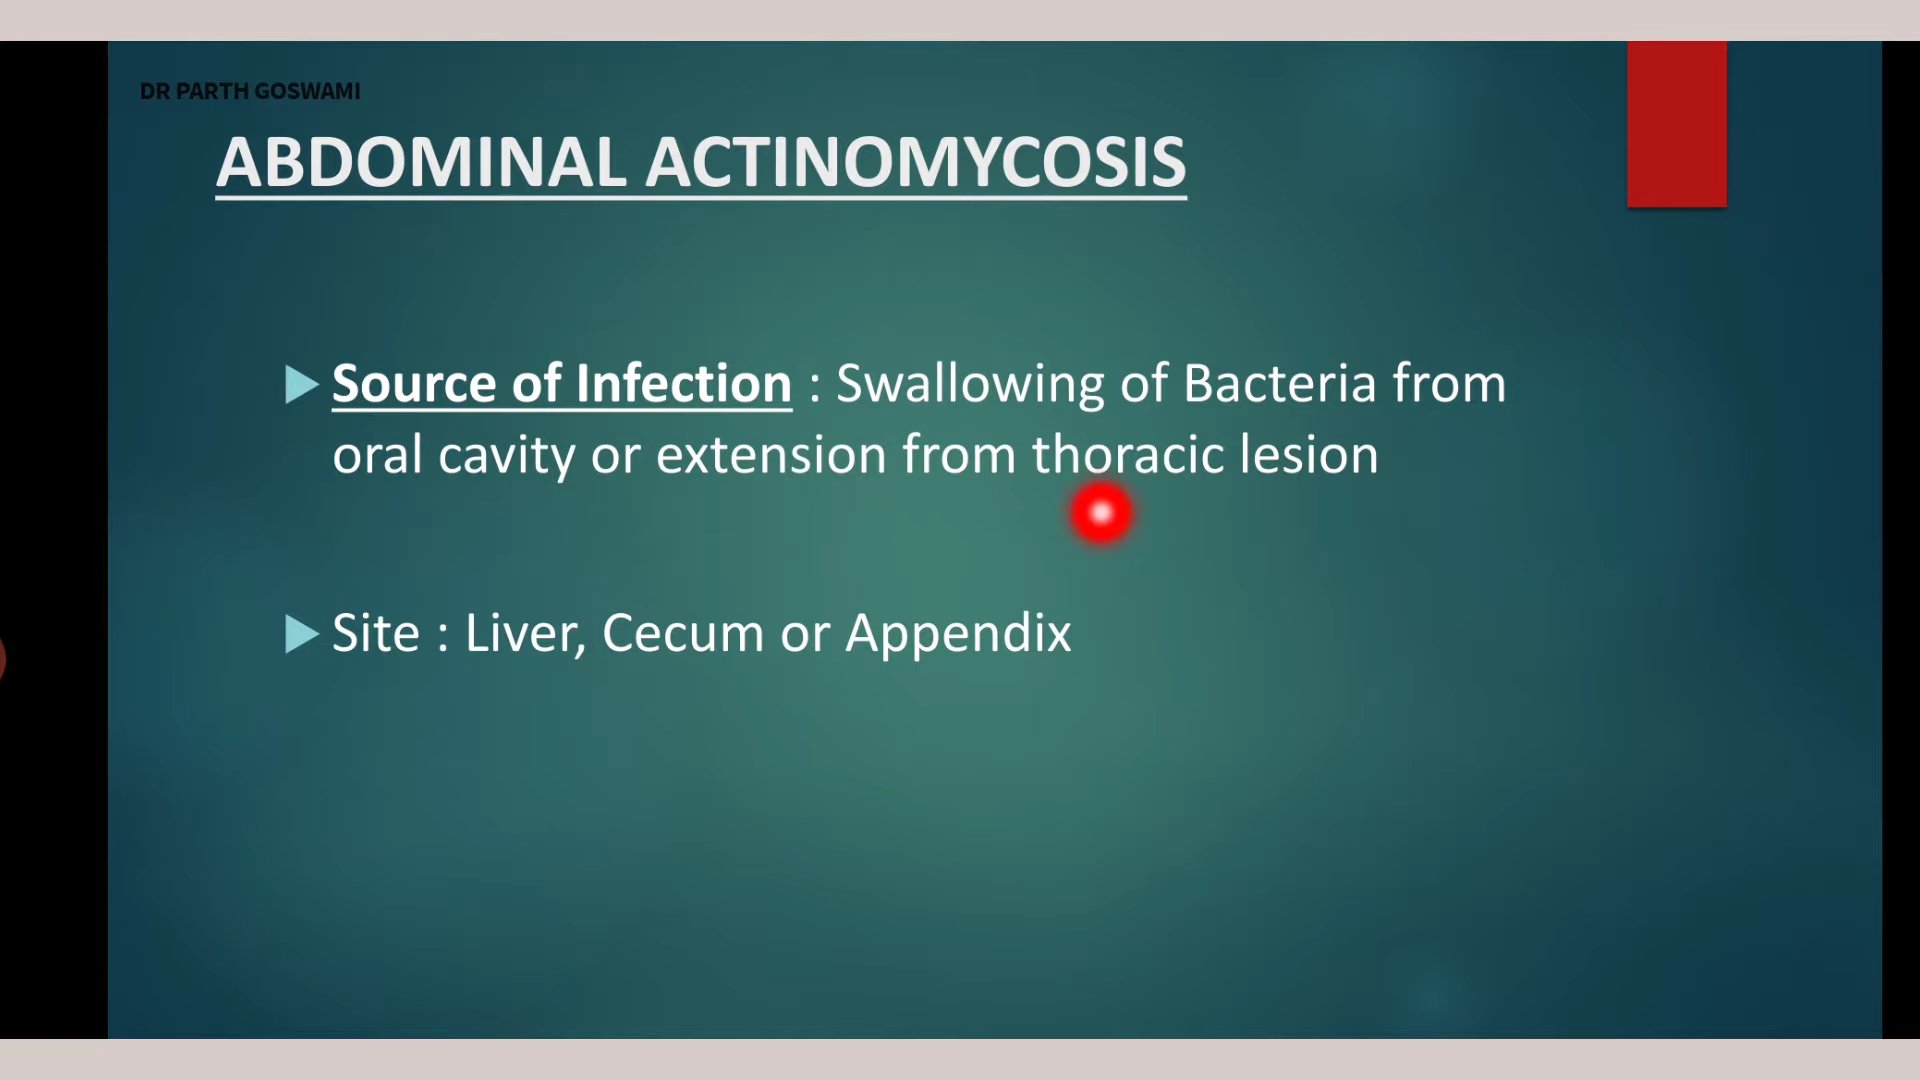 DR PARTH GOSWAMI
ABDOMINAL ACTINOMYCOSIS
Source of Infection : Swallowing of Bacteria from
oral cavity or extension from thoracic lesion
Site : Liver, Cecum or Appendix